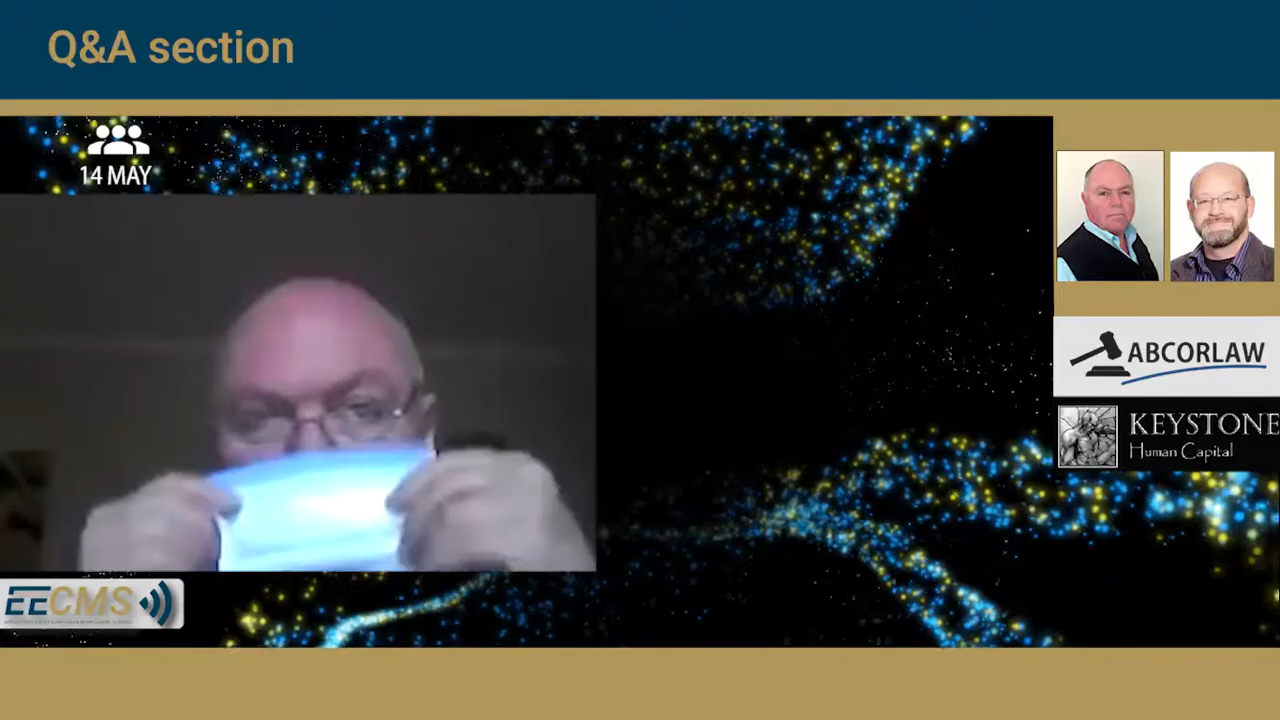 Q&A section
14 MAY
ABCORLAW
KEYSTONE
Human Capital
EECMS